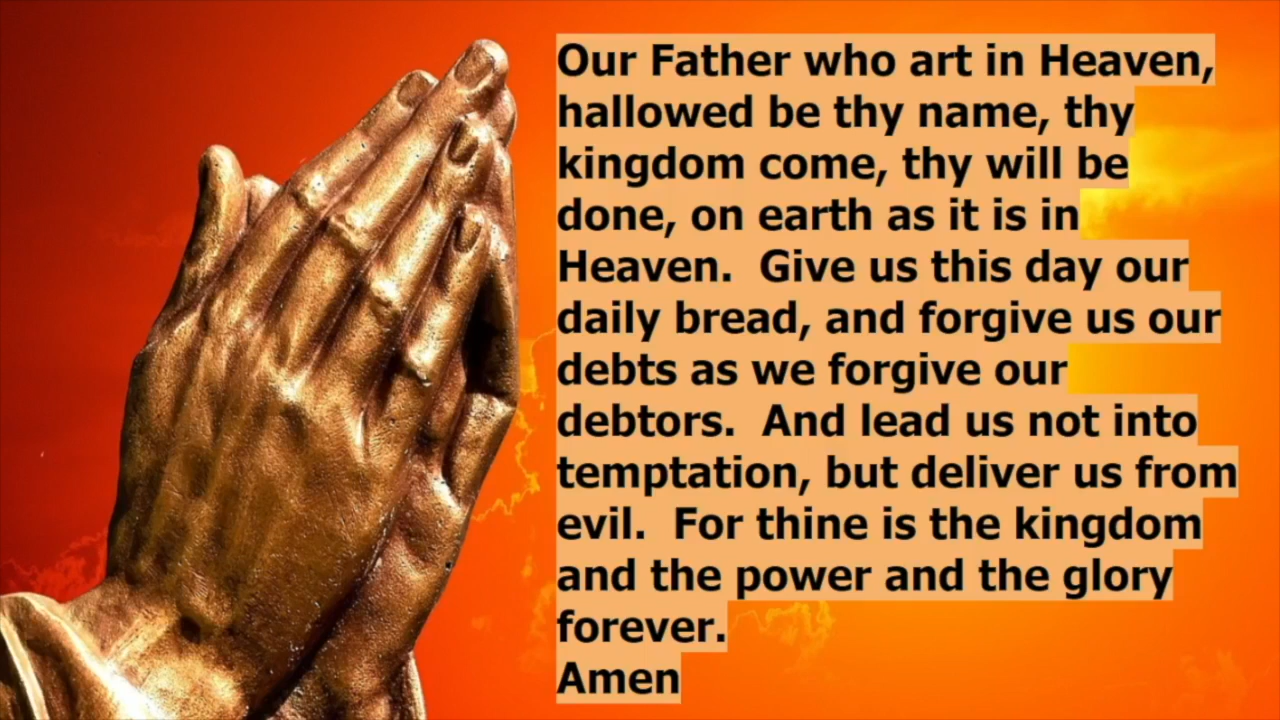 Our Father who art in Heaven,
hallowed be thy name, thy
kingdom come, thy will be
done, on earth as it is in
Heaven.  Give us this day our
daily bread, and forgive us our
debts as we forgive our
debtors.  And lead us not into
temptation, but deliver us from
evil.  For thine is the kingdom
and the power and the glory
forever.
Amen